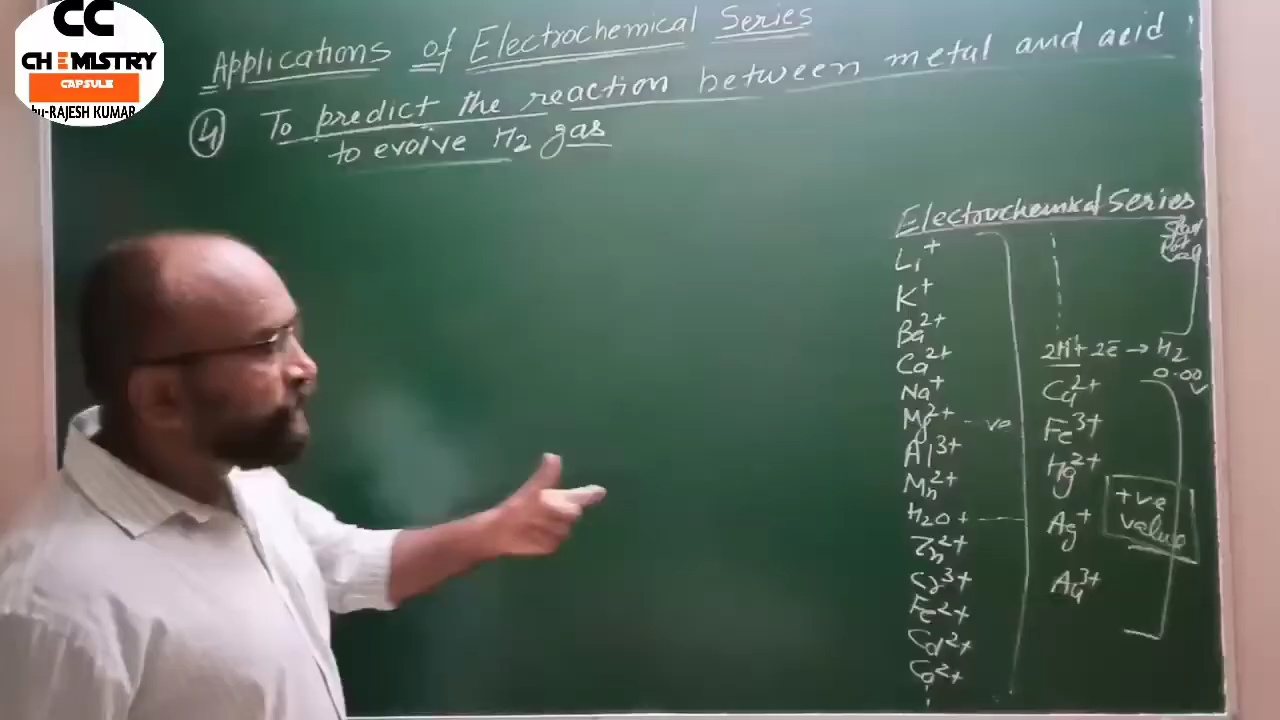 CC
CHEMISTRY
CAPSULE
by-RAJESH KUMAR
Applications of Electrochemical Series
4 To predict the reaction between metal and acid
to evolve H2 gas
Electrochemical Series
Li+
K+
Ba2+
Ca2+
Na+
Mg2+ - ve
Al3+
Mn2+
H2O +
Zn2+
Cr3+
Fe2+
Cd2+
Co2+
2H+ 2e → H2
0.00
Cu2+
Fe3+
Hg2+
Ag+
Au3+
+ve
value